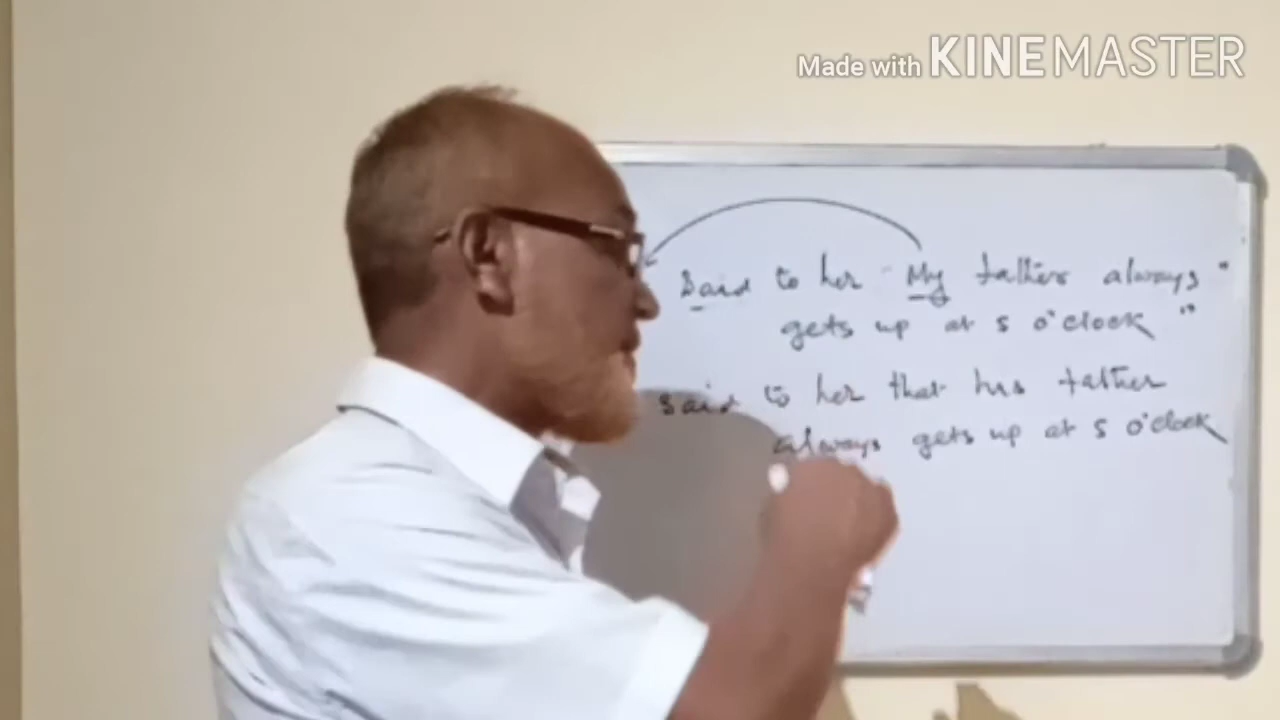 Made with KINEMASTER
Said to her "My father always
gets up at 5 o'clock"
Said to her that his father
always gets up at 5 o'clock